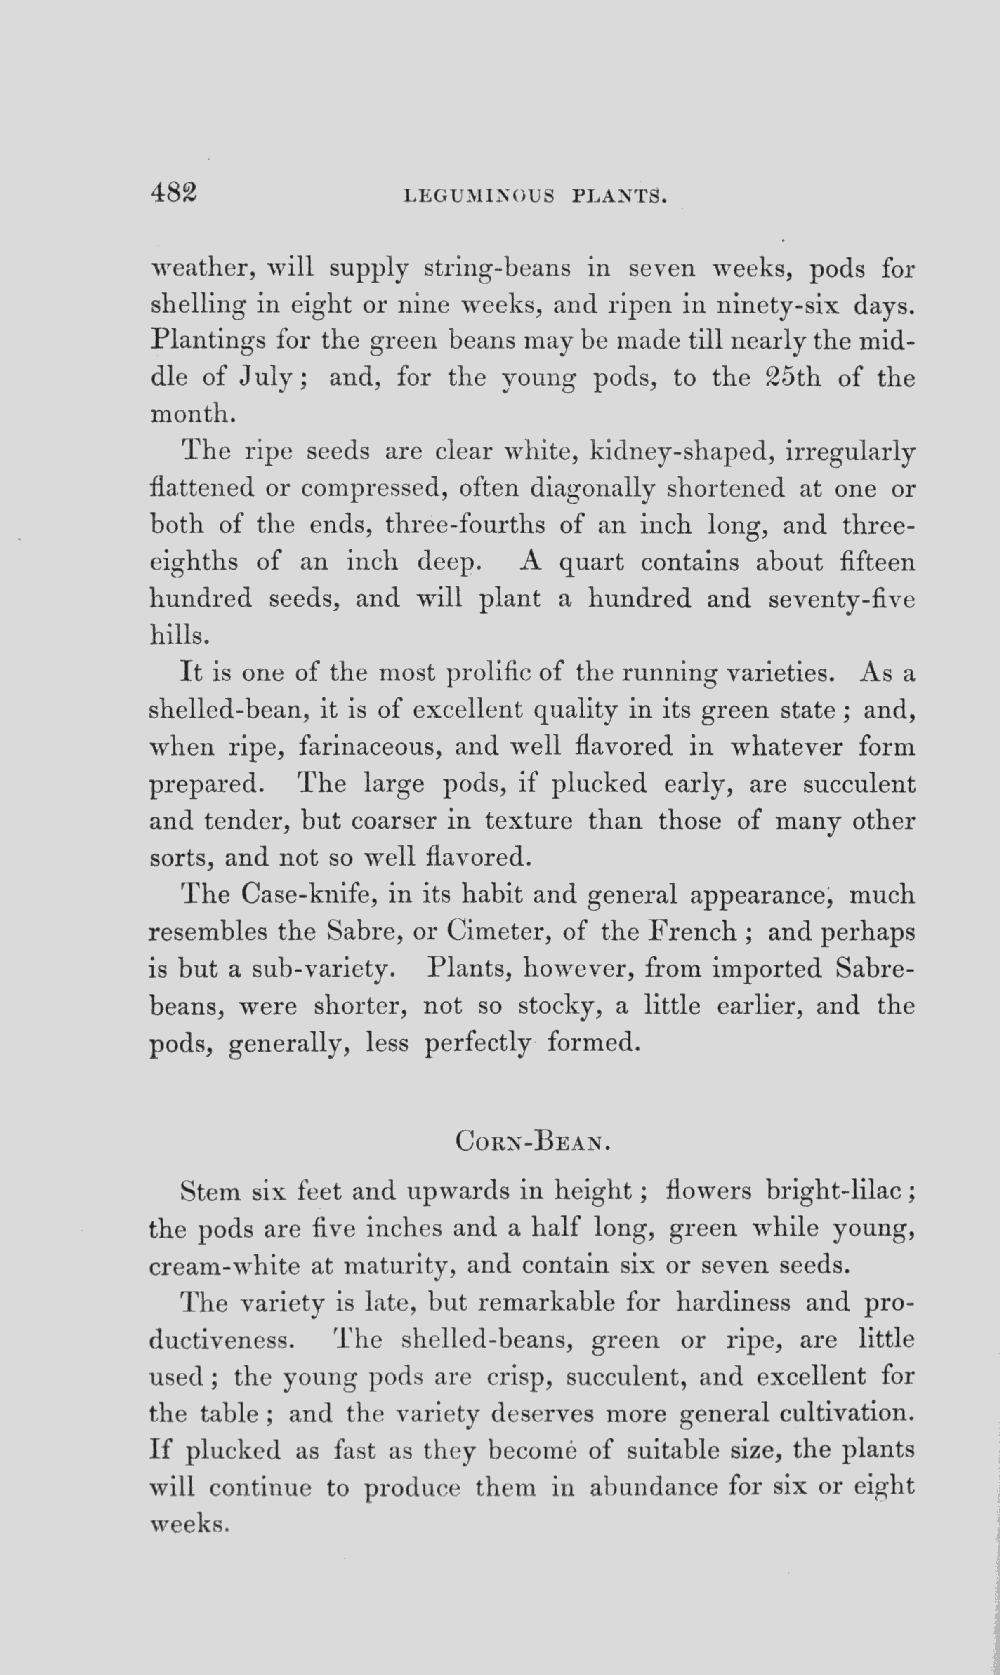 482 LEGUMINOUS PLANTS.
weather, will supply string-beans in seven weeks, pods for
shelling in eight or nine weeks, and ripen in ninety-six days.
Plantings for the green beans may be made till nearly the mid-
dle of July; and, for the young pods, to the 25th of the
month.
The ripe seeds are clear white, kidney-shaped, irregularly
flattened or compressed, often diagonally shortened at one or
both of the ends, three-fourths of an inch long, and three-
eighths of an inch deep. A quart contains about fifteen
hundred seeds, and will plant a hundred and seventy-five
hills.
It is one of the most prolific of the running varieties. As a
shelled-bean, it is of excellent quality in its green state; and,
when ripe, farinaceous, and well flavored in whatever form
prepared. The large pods, if plucked early, are succulent
and tender, but coarser in texture than those of many other
sorts, and not so well flavored.
The Case-knife, in its habit and general appearance, much
resembles the Sabre, or Cimeter, of the French; and perhaps
is but a sub-variety. Plants, however, from imported Sabre-
beans, were shorter, not so stocky, a little earlier, and the
pods, generally, less perfectly formed.
CORN-BEAN.
Stem six feet and upwards in height; flowers bright-lilac;
the pods are five inches and a half long, green while young,
cream-white at maturity, and contain six or seven seeds.
The variety is late, but remarkable for hardiness and pro-
ductiveness. The shelled-beans, green or ripe, are little
used; the young pods are crisp, succulent, and excellent for
the table; and the variety deserves more general cultivation.
If plucked as fast as they become of suitable size, the plants
will continue to produce them in abundance for six or eight
weeks.